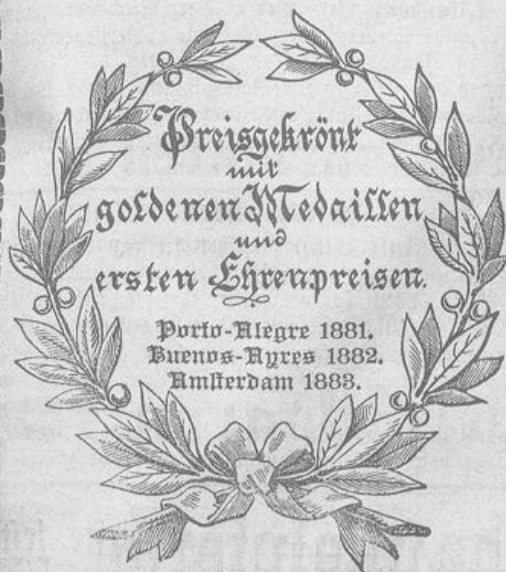 Preisgekrönt
mit
goldenen Medaillen
und
ersten Ehrenpreisen.
Porto-Alegre 1881.
Buenos-Ayres 1882.
Amsterdam 1883.